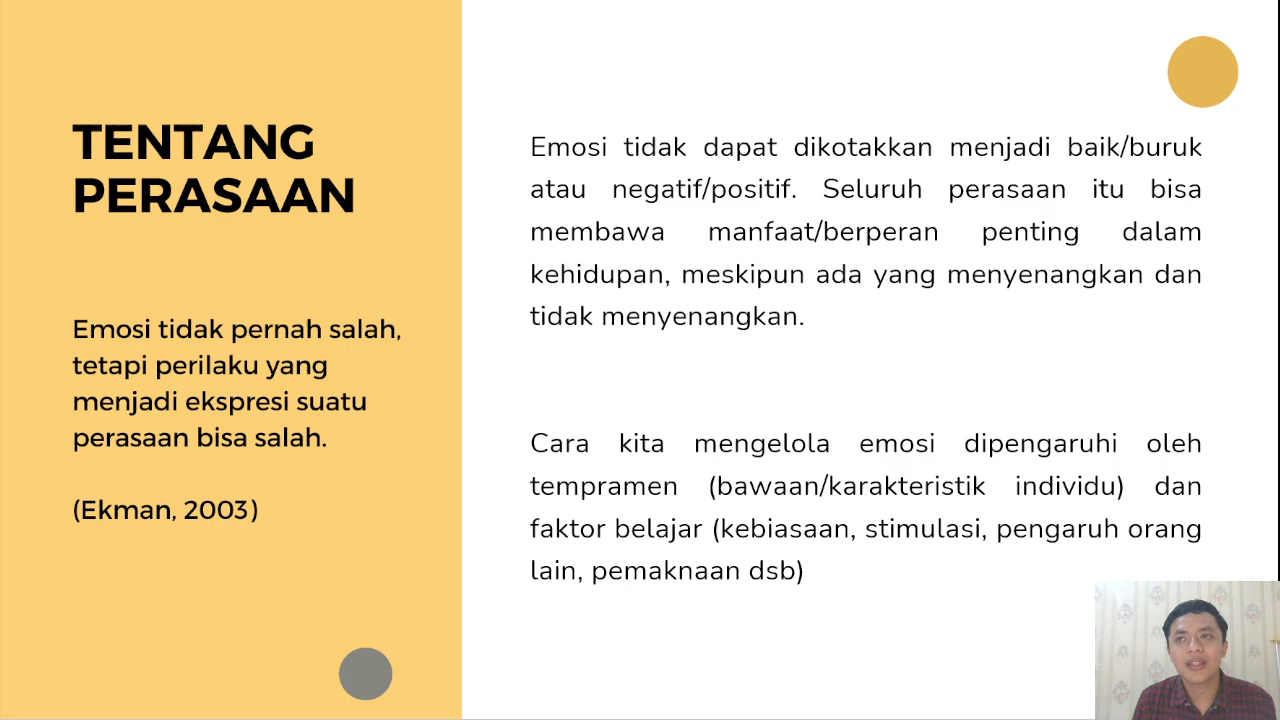 TENTANG
PERASAAN
Emosi tidak pernah salah,
tetapi perilaku yang
menjadi ekspresi suatu
perasaan bisa salah.
(Ekman, 2003)
Emosi tidak dapat dikotakkan menjadi baik/buruk
atau negatif/positif. Seluruh perasaan itu bisa
membawa manfaat/berperan penting dalam
kehidupan, meskipun ada yang menyenangkan dan
tidak menyenangkan.
Cara kita mengelola emosi dipengaruhi oleh
tempramen (bawaan/karakteristik individu) dan
faktor belajar (kebiasaan, stimulasi, pengaruh orang
lain, pemaknaan dsb)